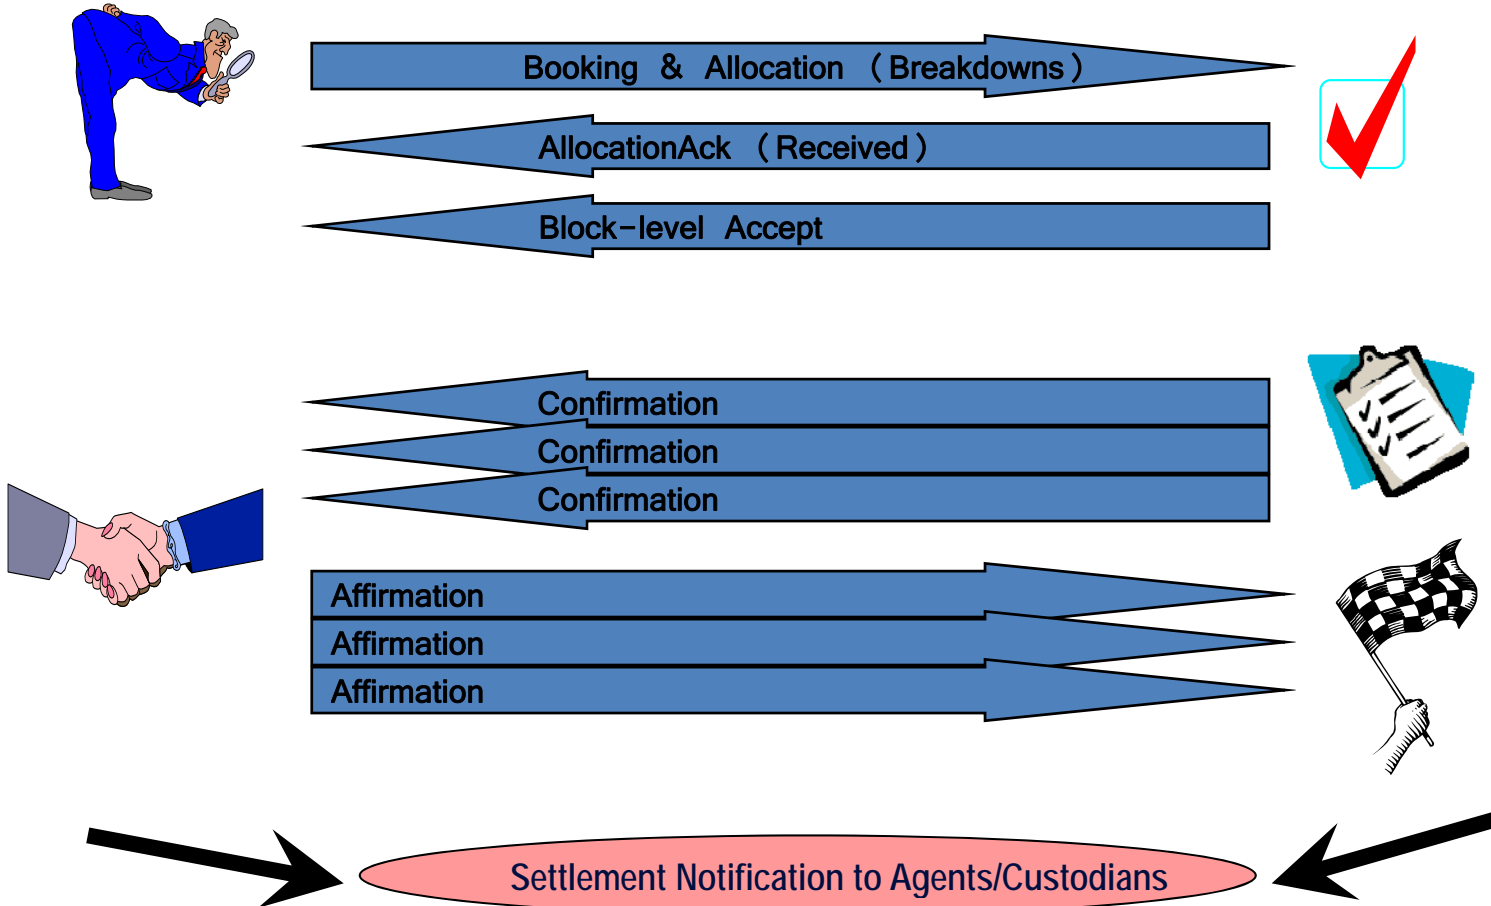 Booking & Allocation (Breakdowns)
AllocationAck (Received)
Block-level Accept
Confirmation
Confirmation
Confirmation
Affirmation
Affirmation
Affirmation
Settlement Notification to Agents/Custodians